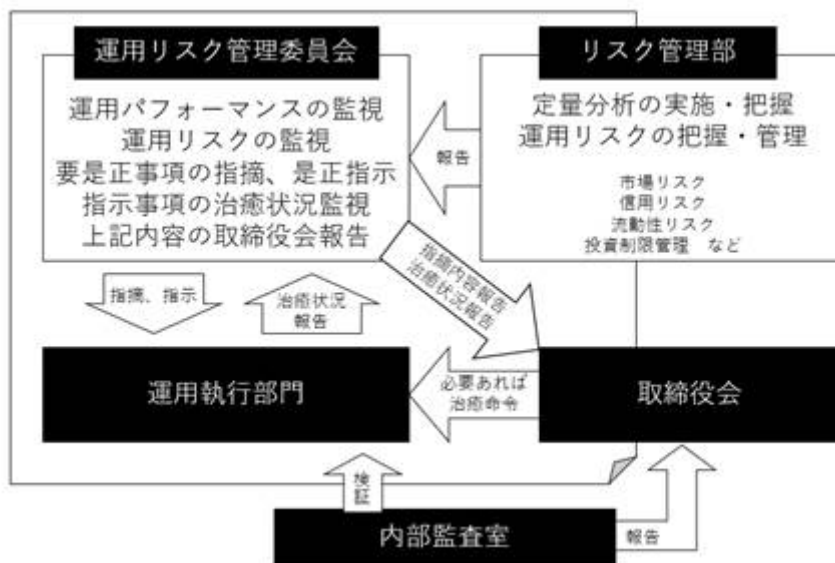 運用リスク管理委員会
運用パフォーマンスの監視
運用リスクの監視
要是正事項の指摘、是正指示
指示事項の治癒状況監視
上記内容の取締役会報告
報告
リスク管理部
定量分析の実施・把握
運用リスクの把握・管理
市場リスク
信用リスク
流動性リスク
投資制限管理 など
指摘、指示
治癒状況
報告
指摘内容報告
治癒状況報告
運用執行部門
必要あれば
治癒命令
取締役会
検証
内部監査室
報告